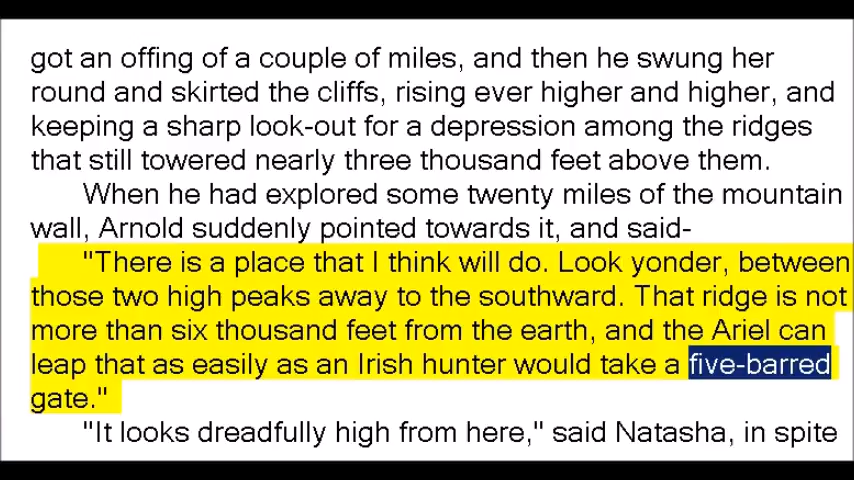 got an offing of a couple of miles, and then he swung her
round and skirted the cliffs, rising ever higher and higher, and
keeping a sharp look-out for a depression among the ridges
that still towered nearly three thousand feet above them.
When he had explored some twenty miles of the mountain
wall, Arnold suddenly pointed towards it, and said-
"There is a place that I think will do. Look yonder, between
those two high peaks away to the southward. That ridge is not
more than six thousand feet from the earth, and the Ariel can
leap that as easily as an Irish hunter would take a five-barred
gate."
"It looks dreadfully high from here," said Natasha, in spite